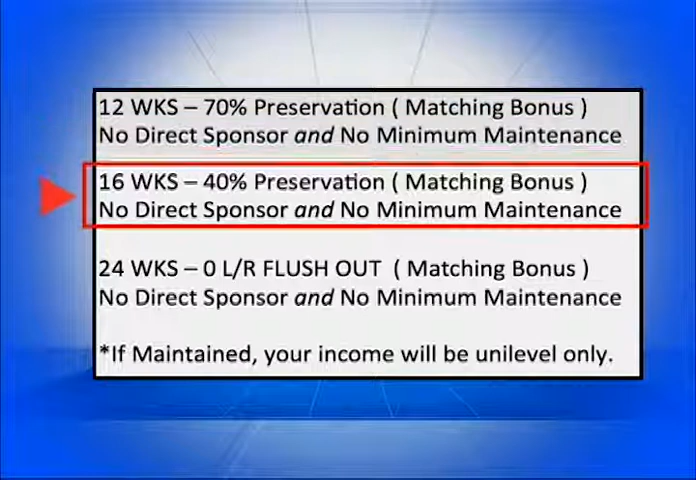 12 WKS – 70% Preservation ( Matching Bonus )
No Direct Sponsor and No Minimum Maintenance
16 WKS – 40% Preservation ( Matching Bonus )
No Direct Sponsor and No Minimum Maintenance
24 WKS – 0 L/R FLUSH OUT ( Matching Bonus )
No Direct Sponsor and No Minimum Maintenance
*If Maintained, your income will be unilevel only.